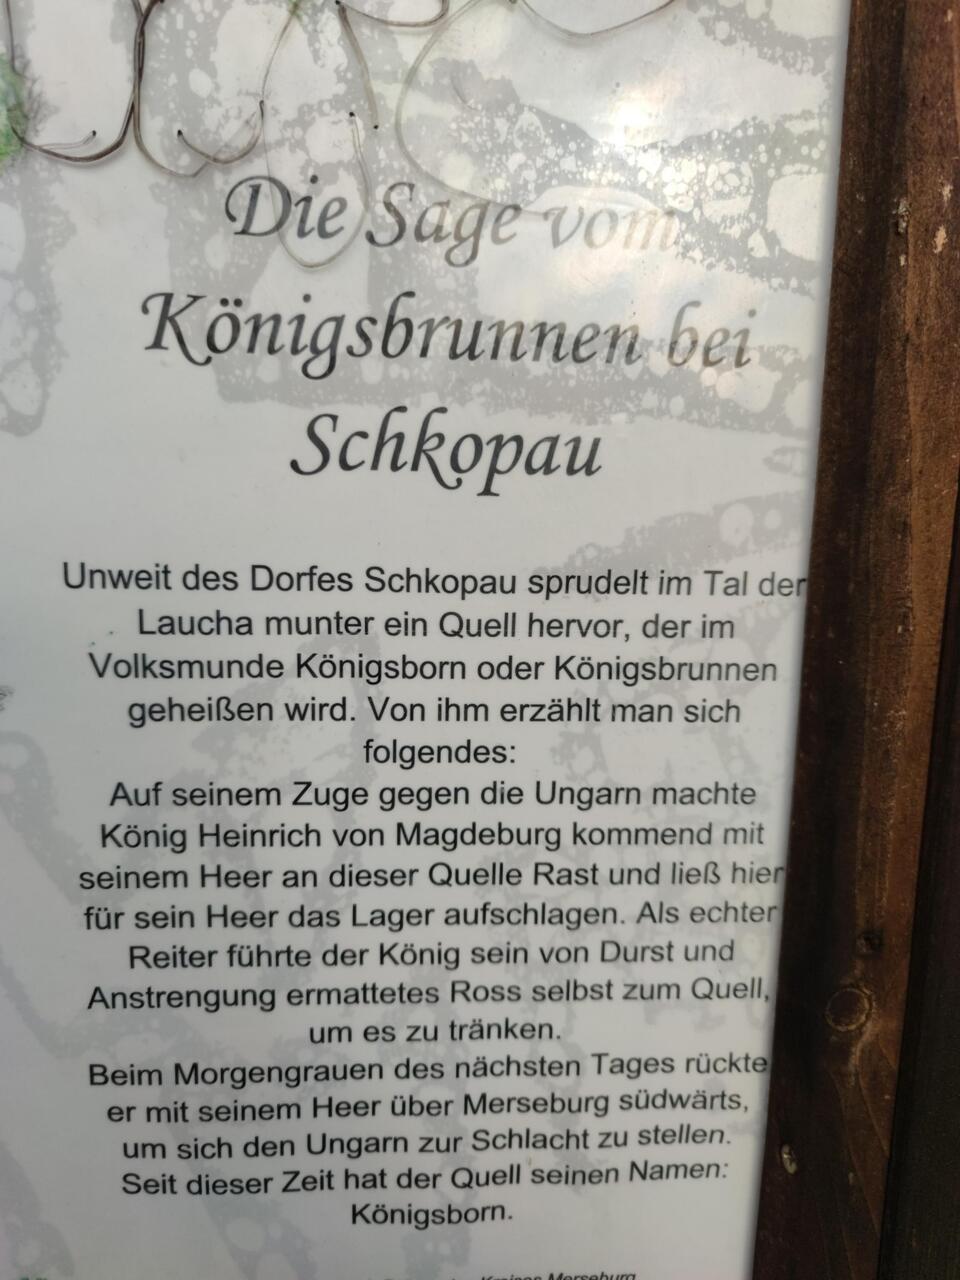 Die Sage vom
Königsbrunnen bei
Schkopau
Unweit des Dorfes Schkopau sprudelt im Tal der
Laucha munter ein Quell hervor, der im
Volksmunde Königsborn oder Königsbrunnen
geheißen wird. Von ihm erzählt man sich
folgendes:
Auf seinem Zuge gegen die Ungarn machte
König Heinrich von Magdeburg kommend mit
seinem Heer an dieser Quelle Rast und ließ hier
für sein Heer das Lager aufschlagen. Als echter
Reiter führte der König sein von Durst und
Anstrengung ermattetes Ross selbst zum Quell,
um es zu tränken.
Beim Morgengrauen des nächsten Tages rückte
er mit seinem Heer über Merseburg südwärts,
um sich den Ungarn zur Schlacht zu stellen.
Seit dieser Zeit hat der Quell seinen Namen:
Königsborn.
Kreises Merseburg